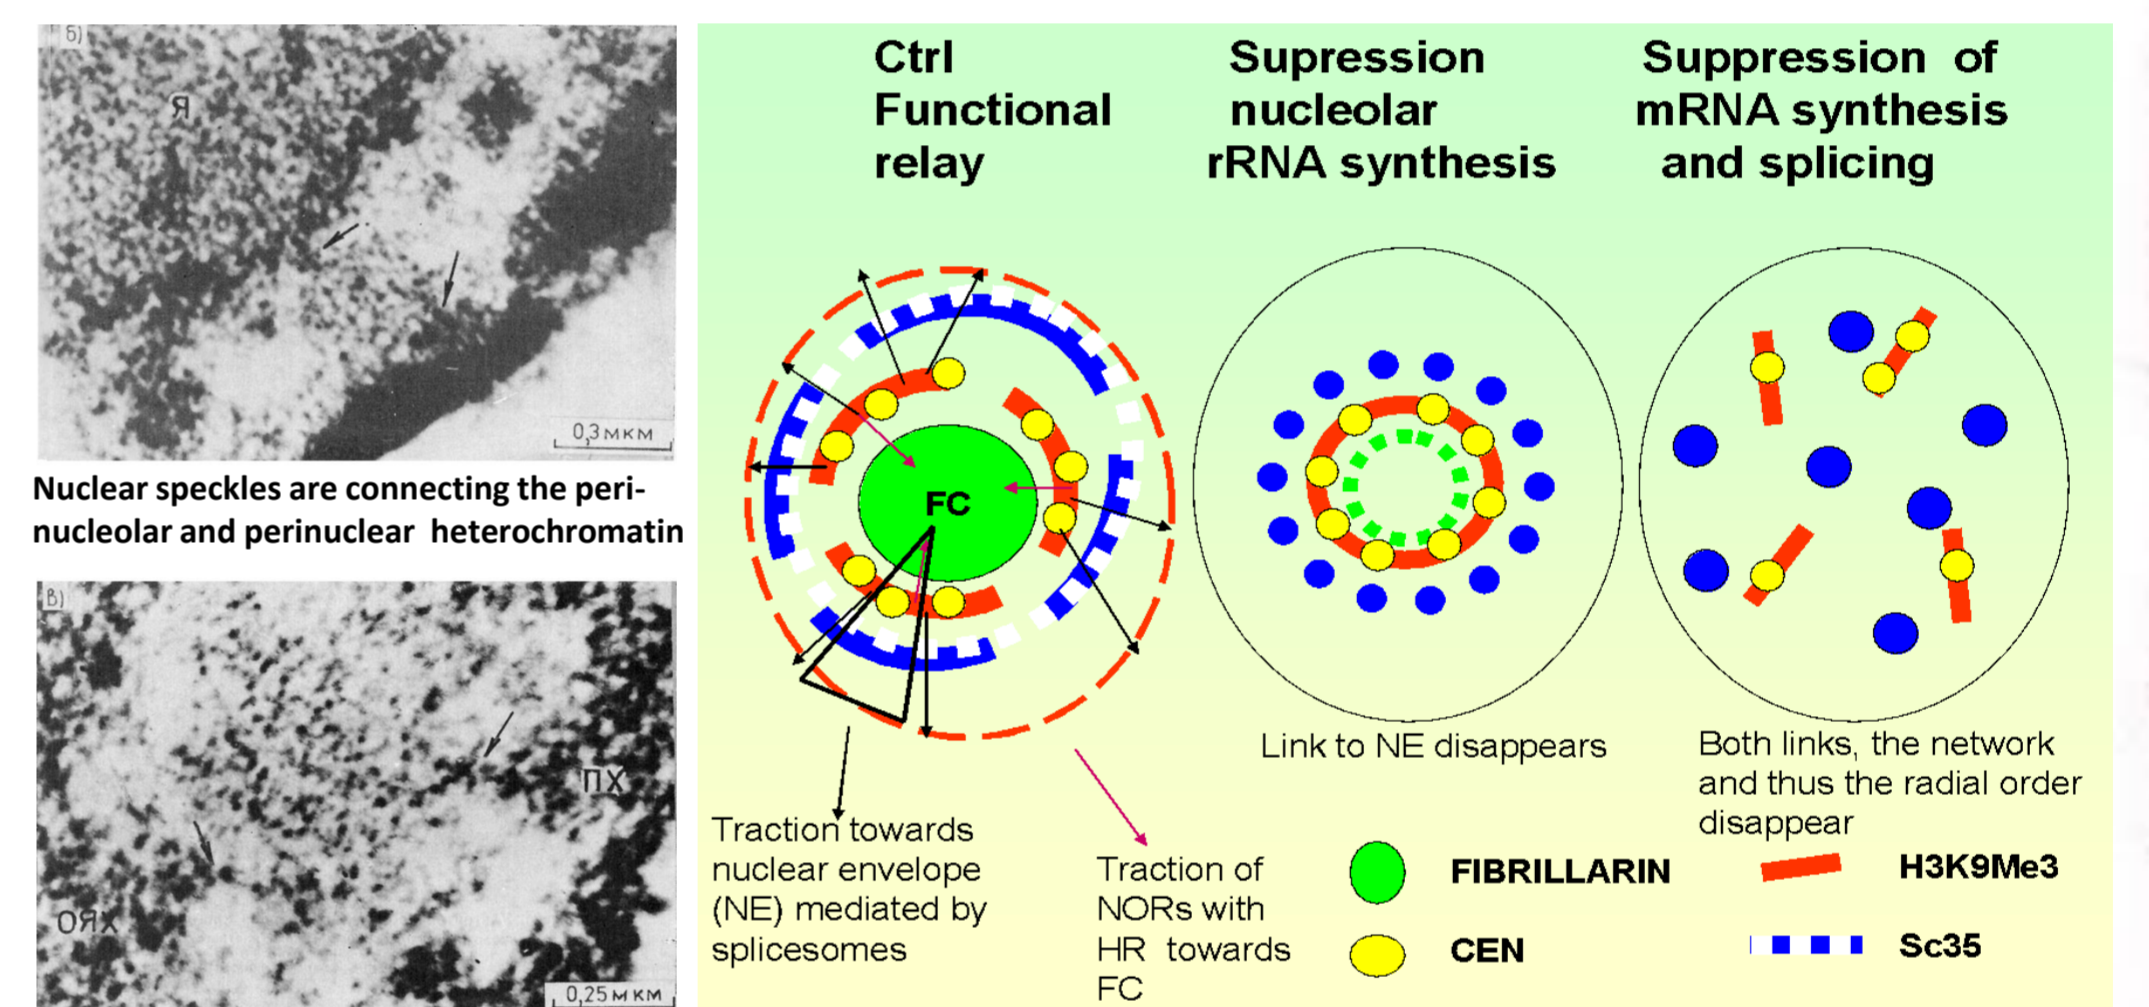 б)
Я
0,3 мкм
Nuclear speckles are connecting the peri-
nucleolar and perinuclear heterochromatin
В)
ПХ
ОЯХ
0,25 мкм
Ctrl
Functional
relay
Supression
nucleolar
rRNA synthesis
Suppression of
mRNA synthesis
and splicing
FC
Link to NE disappears
Both links, the network
and thus the radial order
disappear
Traction towards
nuclear envelope
(NE) mediated by
splicesomes
Traction of
NORs with
HR towards
FC
FIBRILLARIN
CEN
H3K9Me3
Sc35